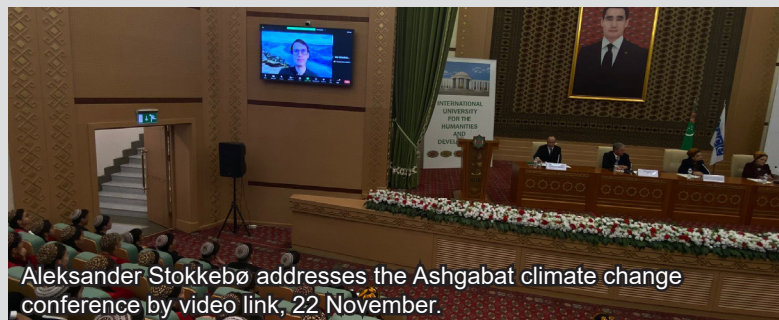 INTERNATIONAL
UNIVERSITY
FOR THE
HUMANITIES
AND
Aleksander Stokkebø addresses the Ashgabat climate change
conference by video link, 22 November.